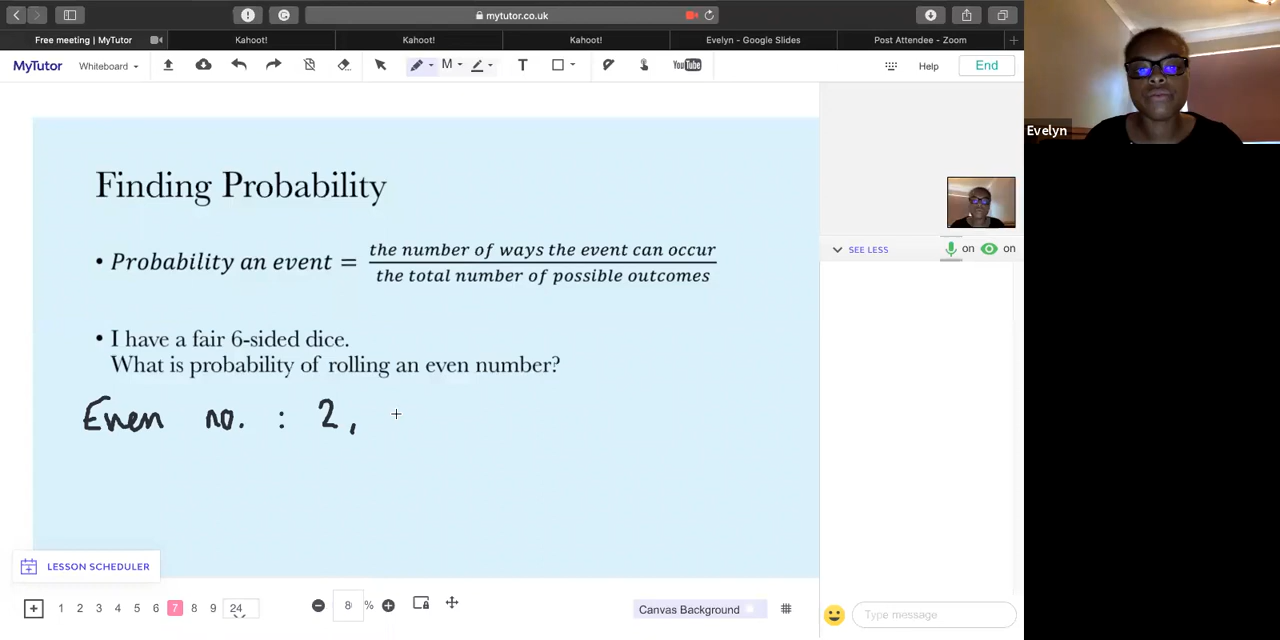 mytutor.co.uk
Free meeting | MyTutor
Kahoot!
Kahoot!
Kahoot!
Evelyn - Google Slides
Post Attendee - Zoom
MyTutor
Whiteboard
M
T
YouTube
Help
End
Evelyn
Finding Probability
• Probability an event = the number of ways the event can occur
the total number of possible outcomes
• I have a fair 6-sided dice.
What is probability of rolling an even number?
Even no. : 2,
SEE LESS
on
on
LESSON SCHEDULER
1 2 3 4 5 6 7 8 9 24
8
%
Canvas Background
Type message